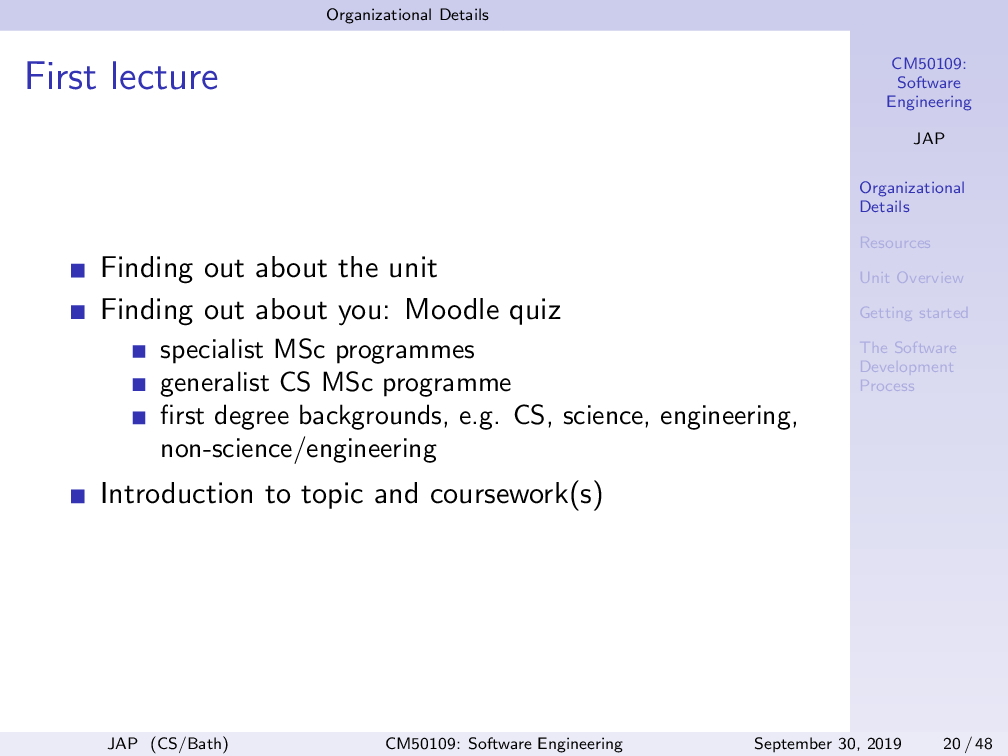 Organizational Details
First lecture
Finding out about the unit
Finding out about you: Moodle quiz
specialist MSc programmes
generalist CS MSc programme
first degree backgrounds, e.g. CS, science, engineering,
non-science/engineering
Introduction to topic and coursework(s)
CM50109:
Software
Engineering
JAP
Organizational
Details
Resources
Unit Overview
Getting started
The Software
Development
Process
JAP (CS/Bath) CM50109: Software Engineering September 30, 2019 20 / 48